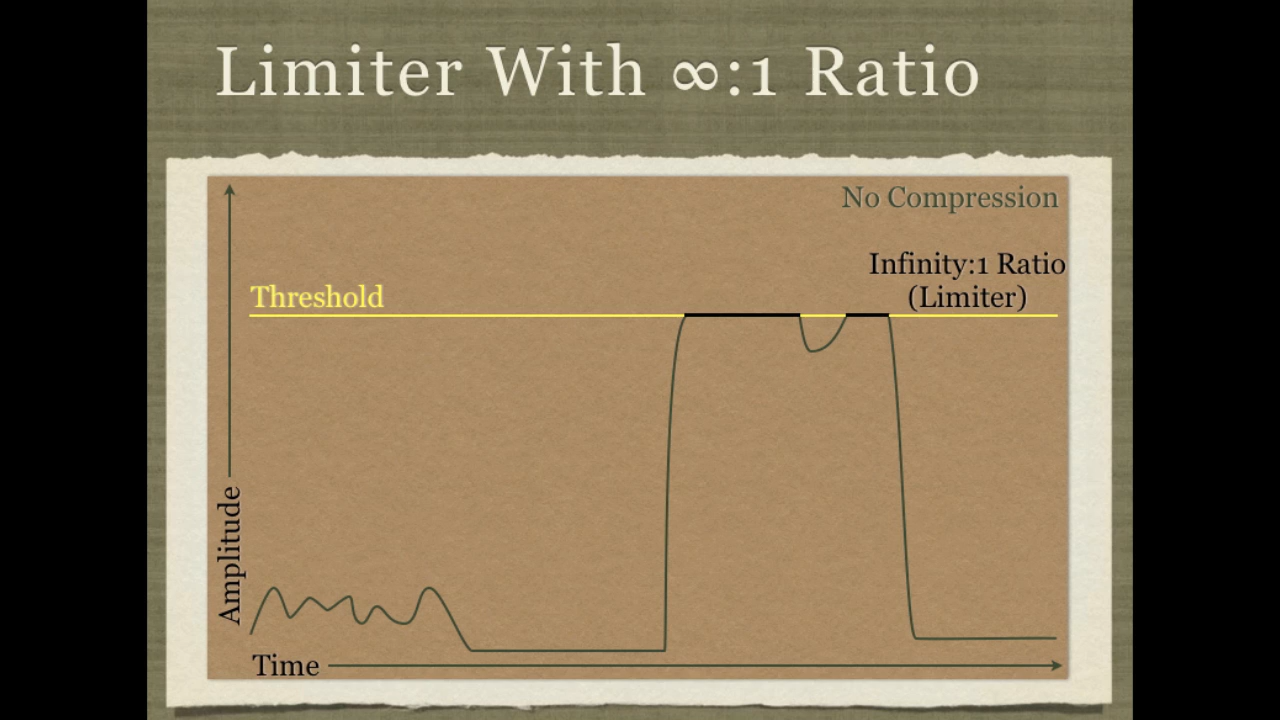 Limiter With ∞:1 Ratio
No Compression
Infinity:1 Ratio
(Limiter)
Threshold
Amplitude
Time